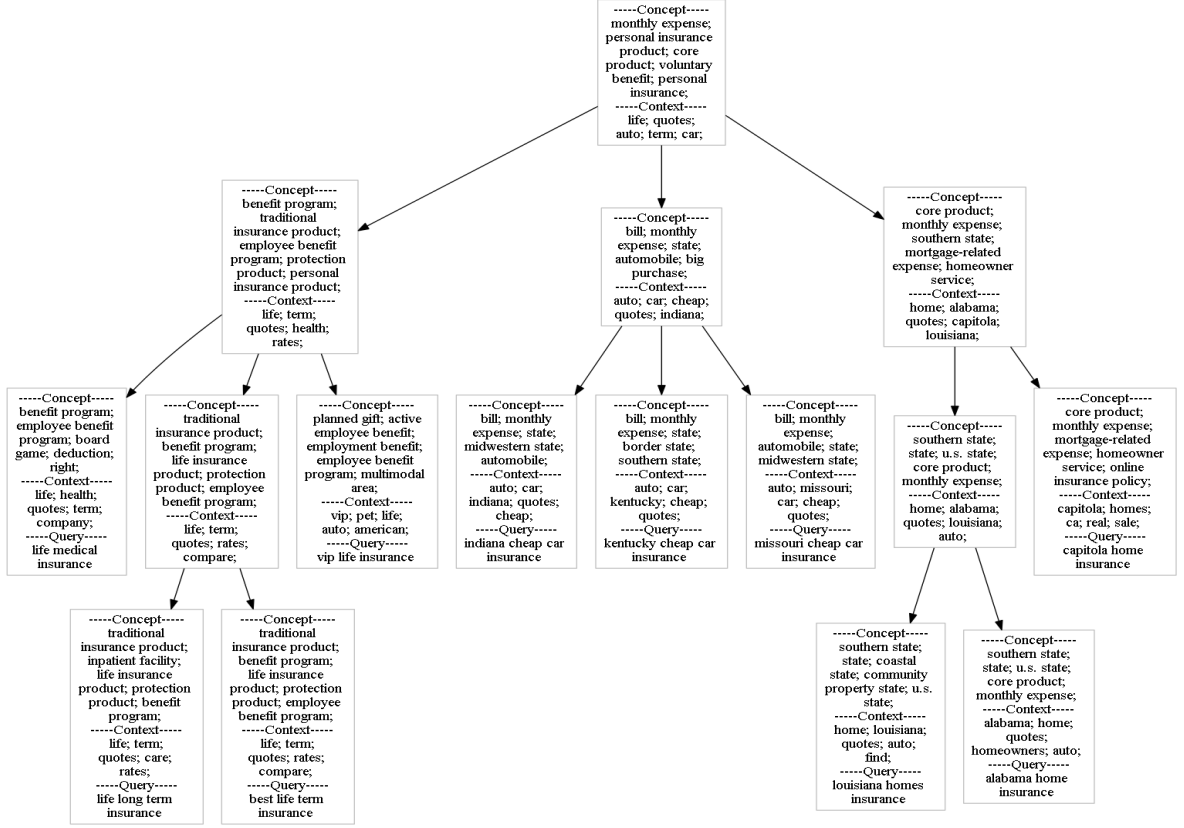 -----Concept-----
monthly expense;
personal insurance
product; core
product; voluntary
benefit; personal
insurance;
-----Context-----
life; quotes;
auto; term; car;
-----Concept-----
benefit program;
traditional
insurance product;
employee benefit
program; protection
product; personal
insurance product;
-----Context-----
life; term;
quotes; health;
rates;
-----Concept-----
bill; monthly
expense; state;
automobile; big
purchase;
-----Context-----
auto; car; cheap;
quotes; indiana;
-----Concept-----
core product;
monthly expense;
southern state;
mortgage-related
expense; homeowner
service;
-----Context-----
home; alabama;
quotes; capitola;
louisiana;
-----Concept-----
benefit program;
employee benefit
program; board
game; deduction;
right;
-----Context-----
life; health;
quotes; term;
company;
-----Query-----
life medical
insurance
-----Concept-----
traditional
insurance product;
benefit program;
life insurance
product; protection
product; employee
benefit program;
-----Context-----
life; term;
quotes; rates;
compare;
-----Concept-----
planned gift; active
employee benefit;
employment benefit;
employee benefit
program; multimodal
area;
-----Context-----
vip; pet; life;
auto; american;
-----Query-----
vip life insurance
-----Concept-----
bill; monthly
expense; state;
midwestern state;
automobile;
-----Context-----
auto; car;
indiana; quotes;
cheap;
-----Query-----
indiana cheap car
insurance
-----Concept-----
bill; monthly
expense; state;
border state;
southern state;
-----Context-----
auto; car;
kentucky; cheap;
quotes;
-----Query-----
kentucky cheap car
insurance
-----Concept-----
bill; monthly
expense;
automobile; state;
midwestern state;
-----Context-----
auto; missouri;
car; cheap;
quotes;
-----Query-----
missouri cheap car
insurance
-----Concept-----
southern state;
state; u.s. state;
core product;
monthly expense;
-----Context-----
home; alabama;
quotes; louisiana;
auto;
-----Concept-----
core product;
monthly expense;
mortgage-related
expense; homeowner
service; online
insurance policy;
-----Context-----
capitola; homes;
ca; real; sale;
-----Query-----
capitola home
insurance
-----Concept-----
traditional
insurance product;
inpatient facility;
life insurance
product; protection
product; benefit
program;
-----Context-----
life; term;
quotes; care;
rates;
-----Query-----
life long term
insurance
-----Concept-----
traditional
insurance product;
benefit program;
life insurance
product; protection
product; employee
benefit program;
-----Context-----
life; term;
quotes; rates;
compare;
-----Query-----
best life term
insurance
-----Concept-----
southern state;
state; coastal
state; community
property state; u.s.
state;
-----Context-----
home; louisiana;
quotes; auto;
find;
-----Query-----
louisiana homes
insurance
-----Concept-----
southern state;
state; u.s. state;
core product;
monthly expense;
-----Context-----
alabama; home;
quotes;
homeowners; auto;
-----Query-----
alabama home
insurance